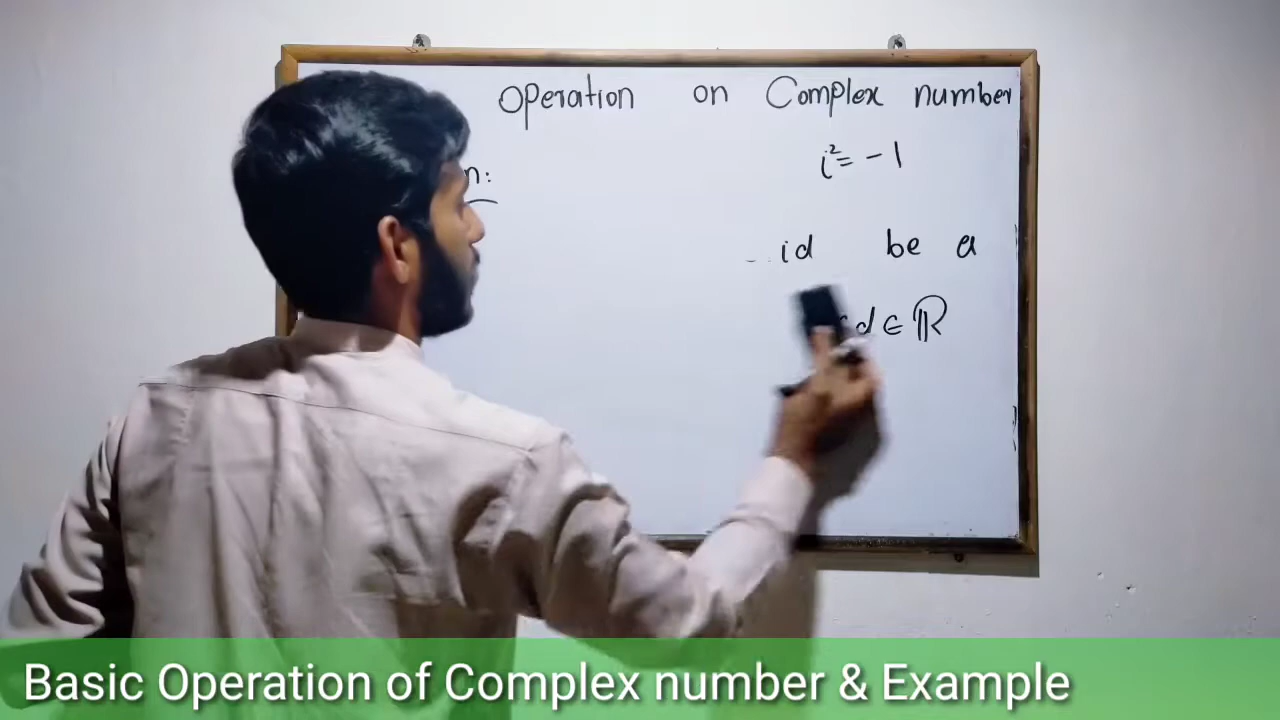 Operation on Complex number
i² = -1
n:
id be a
d ∈ ℝ
Basic Operation of Complex number & Example